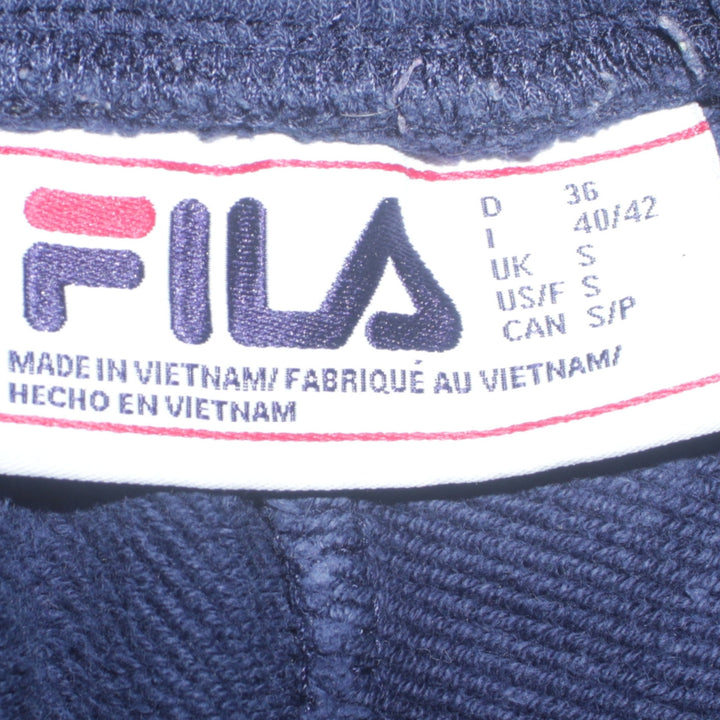 FILA
D 36
I 40/42
UK S
US/F S
CAN S/P
MADE IN VIETNAM/ FABRIQUÉ AU VIETNAM/
HECHO EN VIETNAM